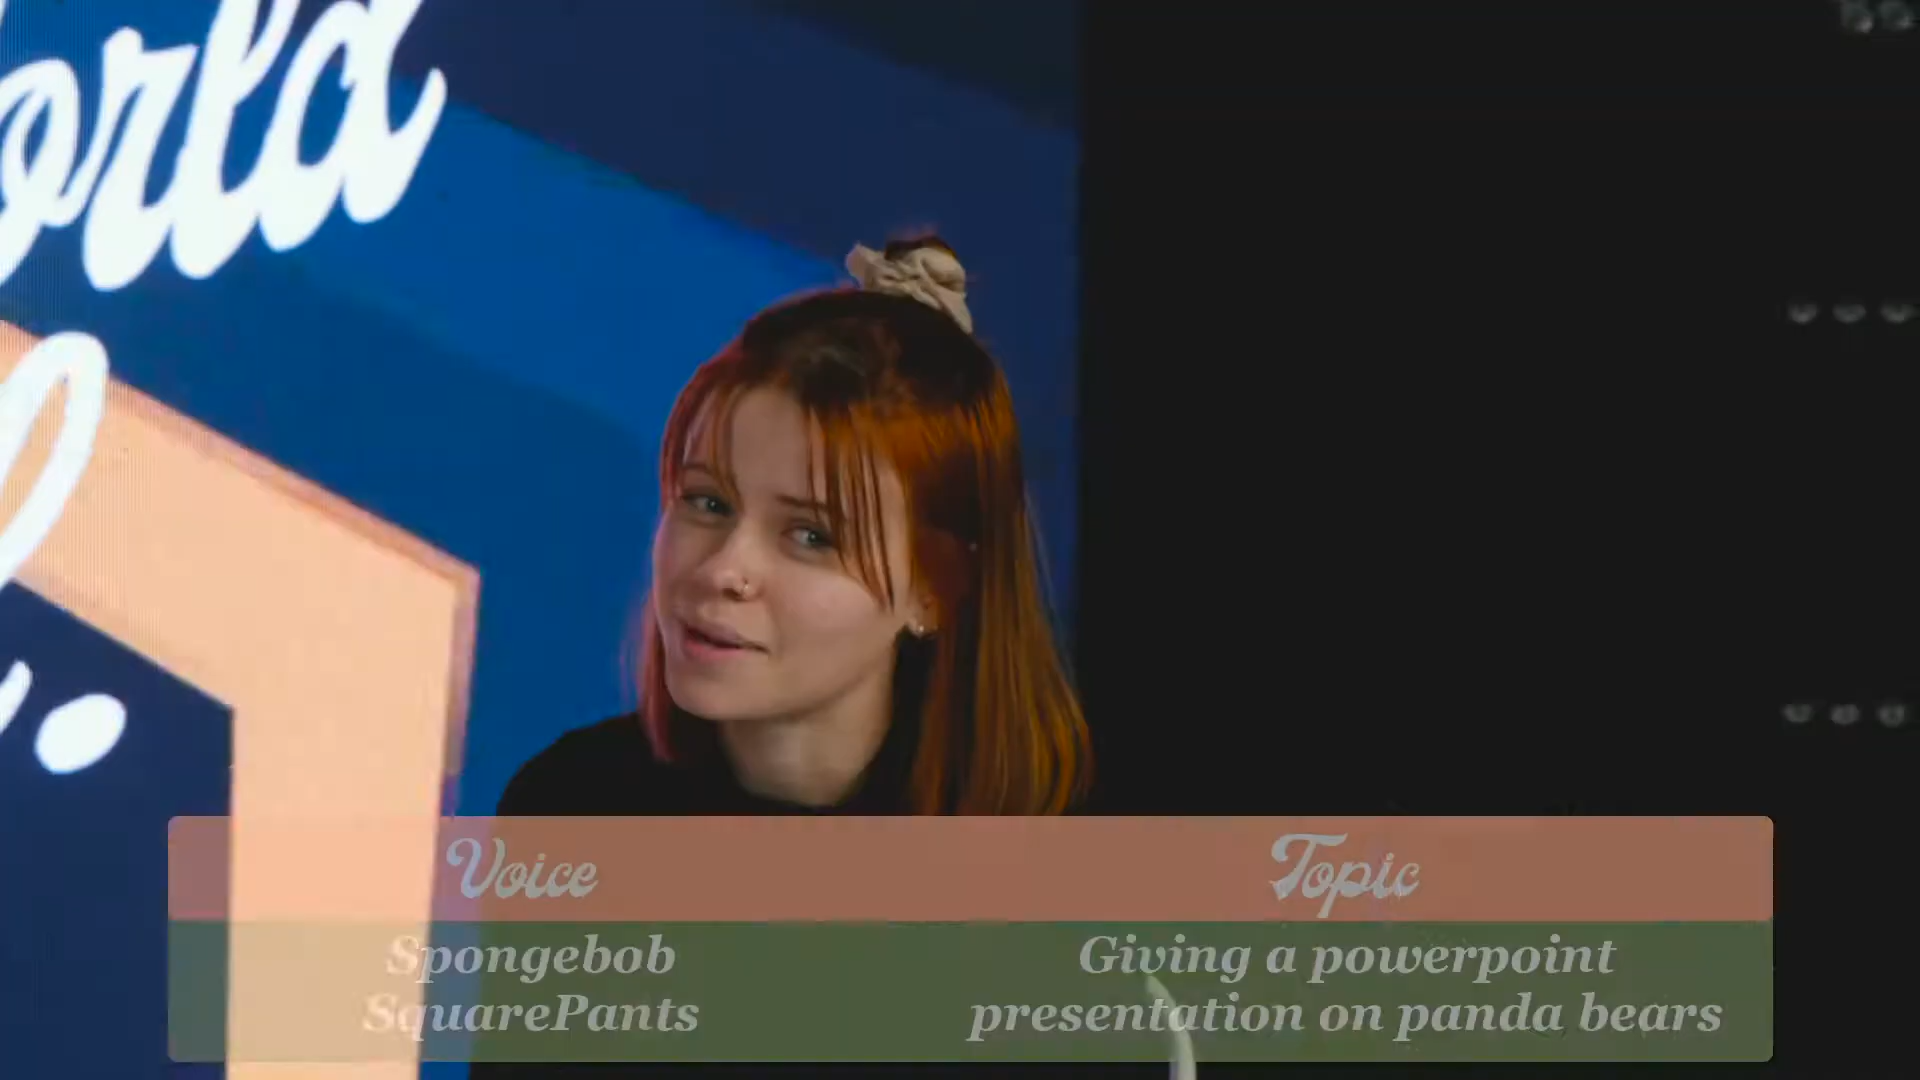 orld
Voice
Topic
Spongebob
SquarePants
Giving a powerpoint
presentation on panda bears